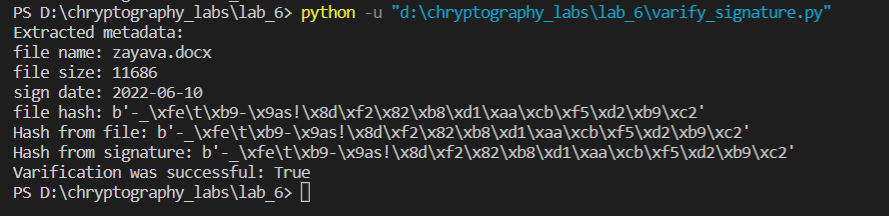 PS D:\chryptography_labs\lab_6> python -u "d:\chryptography_labs\lab_6\varify_signature.py"
Extracted metadata:
file name: zayava.docx
file size: 11686
sign date: 2022-06-10
file hash: b'-_\xfe\t\xb9-\x9as!\x8d\xf2\x82\xb8\xd1\xaa\xcb\xf5\xd2\xb9\xc2'
Hash from file: b'-_\xfe\t\xb9-\x9as!\x8d\xf2\x82\xb8\xd1\xaa\xcb\xf5\xd2\xb9\xc2'
Hash from signature: b'-_\xfe\t\xb9-\x9as!\x8d\xf2\x82\xb8\xd1\xaa\xcb\xf5\xd2\xb9\xc2'
Varification was successful: True
PS D:\chryptography_labs\lab_6>